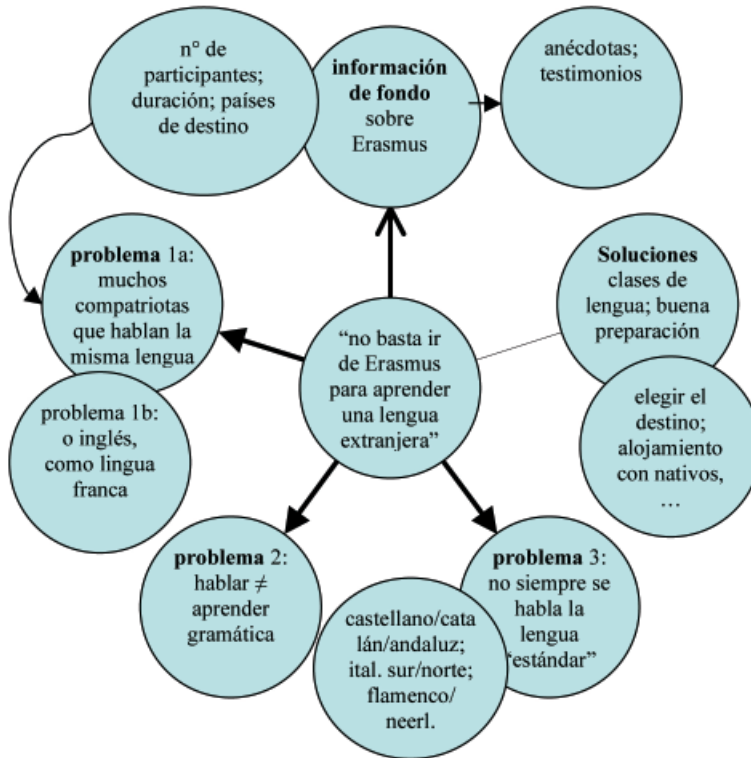 n° de
participantes;
duración; países
de destino
información
de fondo
sobre
Erasmus
anécdotas;
testimonios
problema 1a:
muchos
compatriotas
que hablan la
misma lengua
problema 1b:
o inglés,
como lingua
franca
“no basta ir
de Erasmus
para aprender
una lengua
extranjera”
Soluciones
clases de
lengua; buena
preparación
elegir el
destino;
alojamiento
con nativos,
…
problema 2:
hablar ≠
aprender
gramática
castellano/cata
lán/andaluz;
ital. sur/norte;
flamenco/
neerl.
problema 3:
no siempre se
habla la
lengua
“estándar”